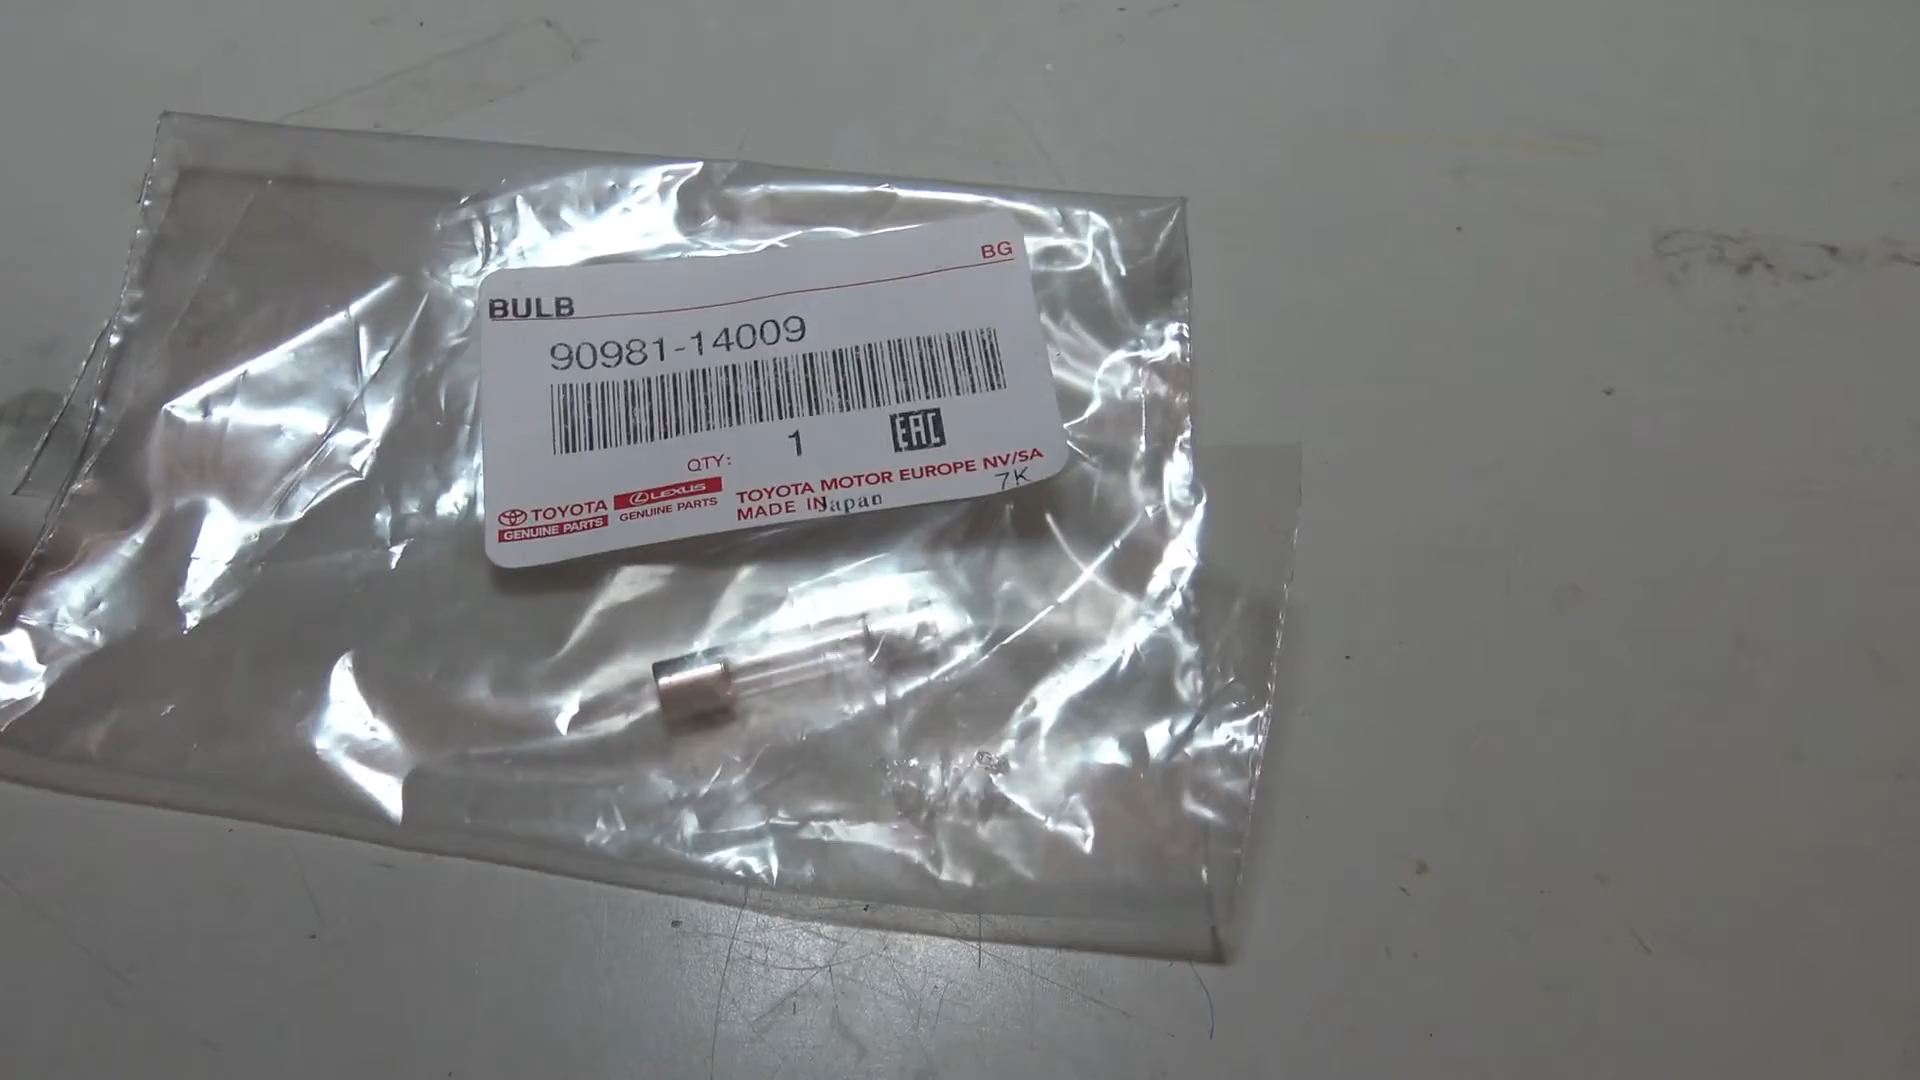 BG
BULB
90981-14009
QTY: 1 EAC
TOYOTA GENUINE PARTS
LEXUS GENUINE PARTS
TOYOTA MOTOR EUROPE NV/SA
MADE IN Japan 7K